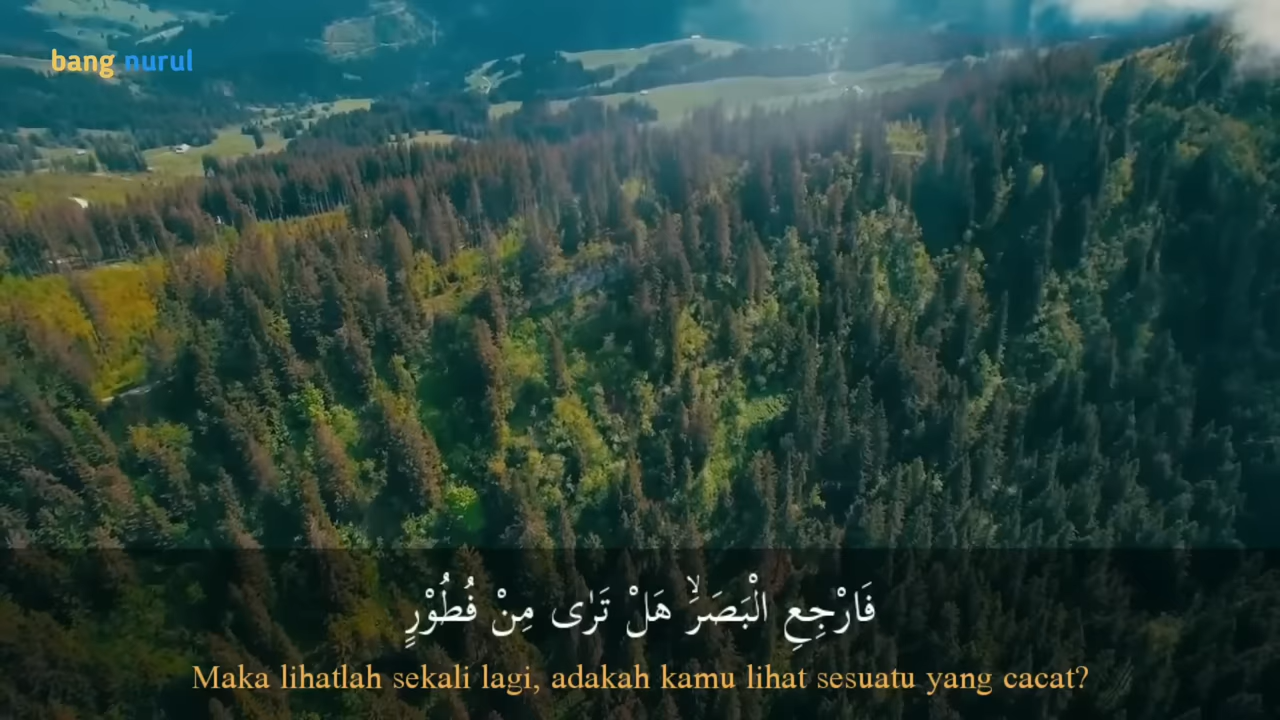 bang nurul
فَارْجِعِ الْبَصَرَۙ هَلْ تَرٰى مِنْ فُطُوْرٍ
Maka lihatlah sekali lagi, adakah kamu lihat sesuatu yang cacat?